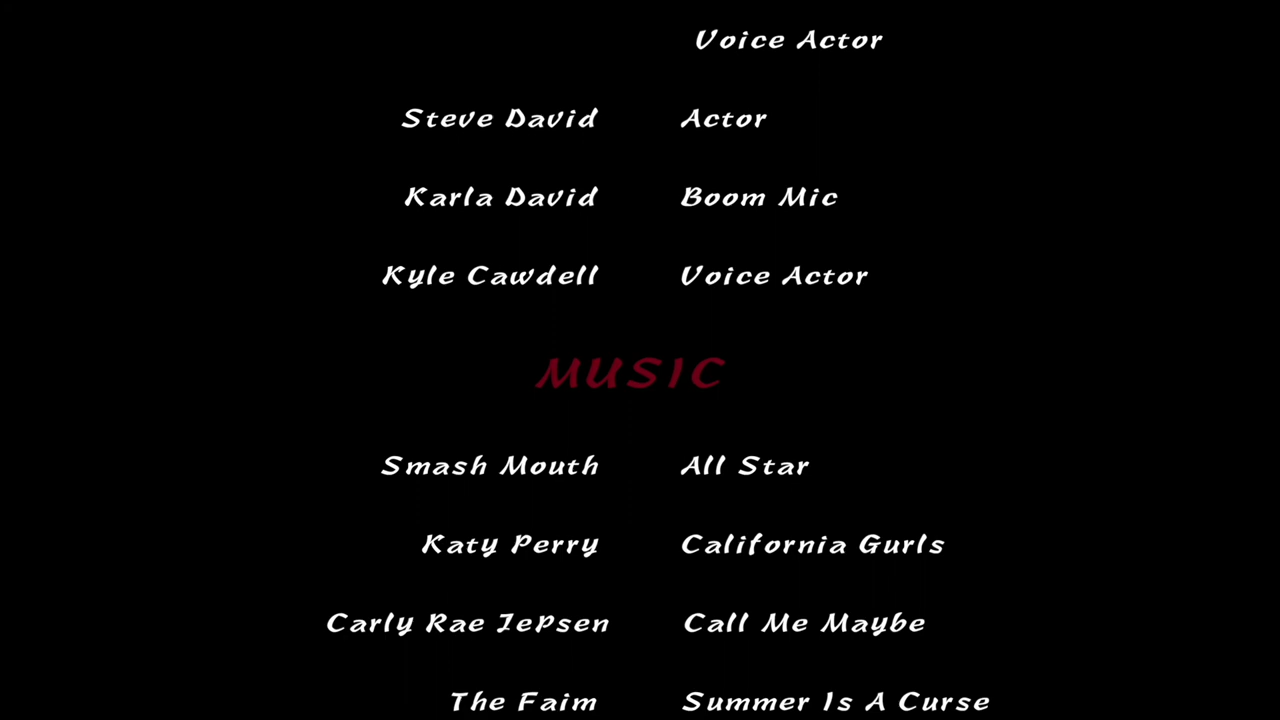 Voice Actor
Steve David Actor
Karla David Boom Mic
Kyle Cawdell Voice Actor
MUSIC
Smash Mouth All Star
Katy Perry California Gurls
Carly Rae Jepsen Call Me Maybe
The Faim Summer Is A Curse